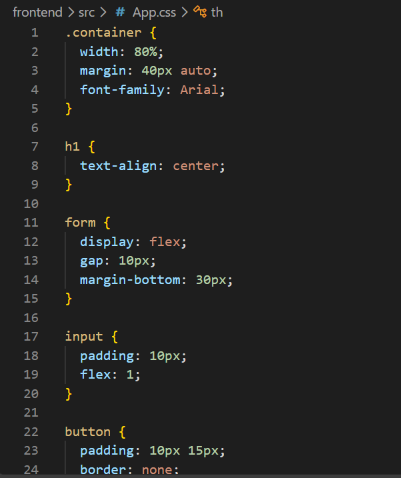 frontend > src > # App.css > th
1 .container {
2 width: 80%;
3 margin: 40px auto;
4 font-family: Arial;
5 }
6
7 h1 {
8 text-align: center;
9 }
10
11 form {
12 display: flex;
13 gap: 10px;
14 margin-bottom: 30px;
15 }
16
17 input {
18 padding: 10px;
19 flex: 1;
20 }
21
22 button {
23 padding: 10px 15px;
24 border: none;